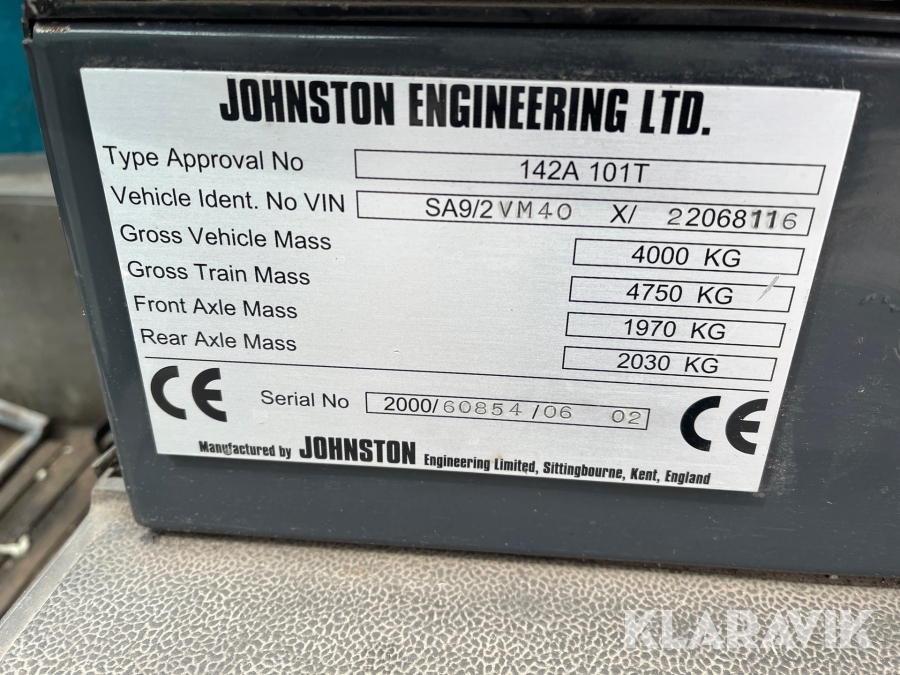 JOHNSTON ENGINEERING LTD.
Type Approval No 142A 101T
Vehicle Ident. No VIN SA9/2VM40 X/ 22068116
Gross Vehicle Mass 4000 KG
Gross Train Mass 4750 KG
Front Axle Mass 1970 KG
Rear Axle Mass 2030 KG
CE Serial No 2000/60854/06 02 CE
Manufactured by JOHNSTON Engineering Limited, Sittingbourne, Kent, England
KLARAVIK